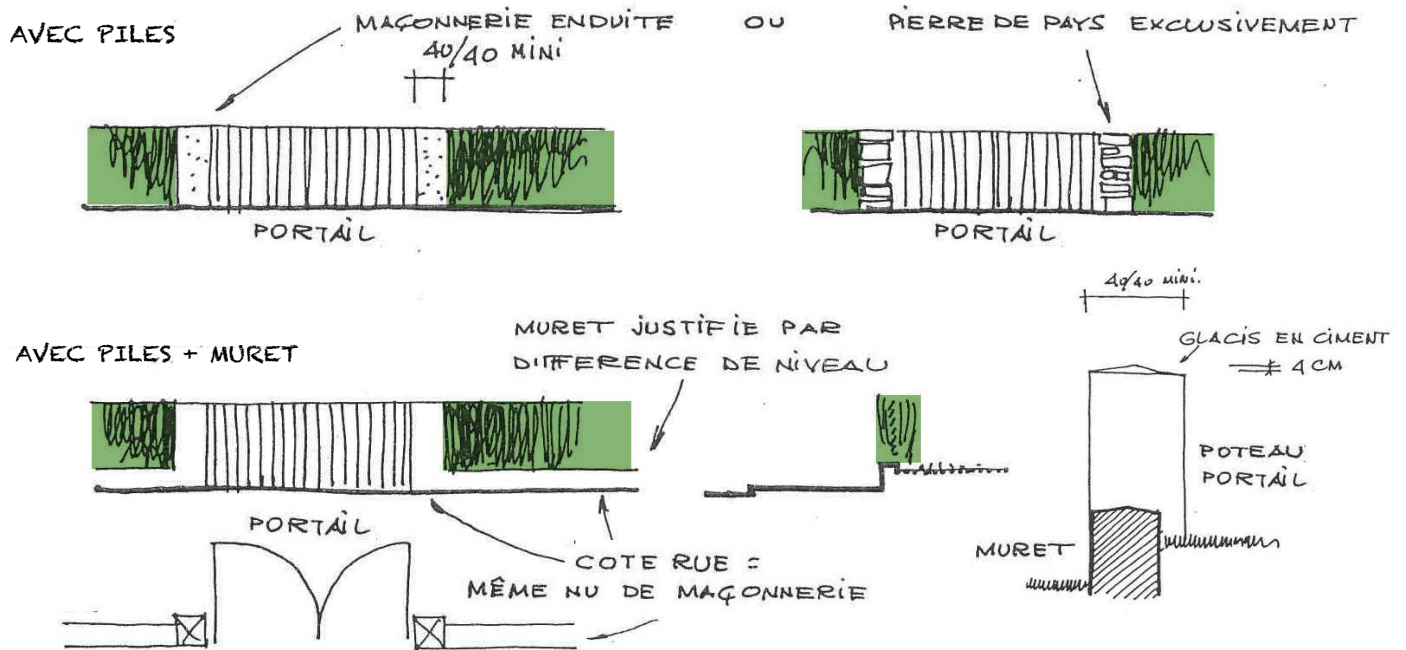 AVEC PILES
MAÇONNERIE ENDUITE OU PIERRE DE PAYS EXCLUSIVEMENT
40/40 MINI
PORTAIL
PORTAIL
40/40 MINI.
AVEC PILES + MURET
MURET JUSTIFIE PAR
DIFFERENCE DE NIVEAU
GLACIS EN CIMENT
4 CM
POTEAU
PORTAIL
PORTAIL
MURET
COTE RUE =
MÊME NU DE MAÇONNERIE